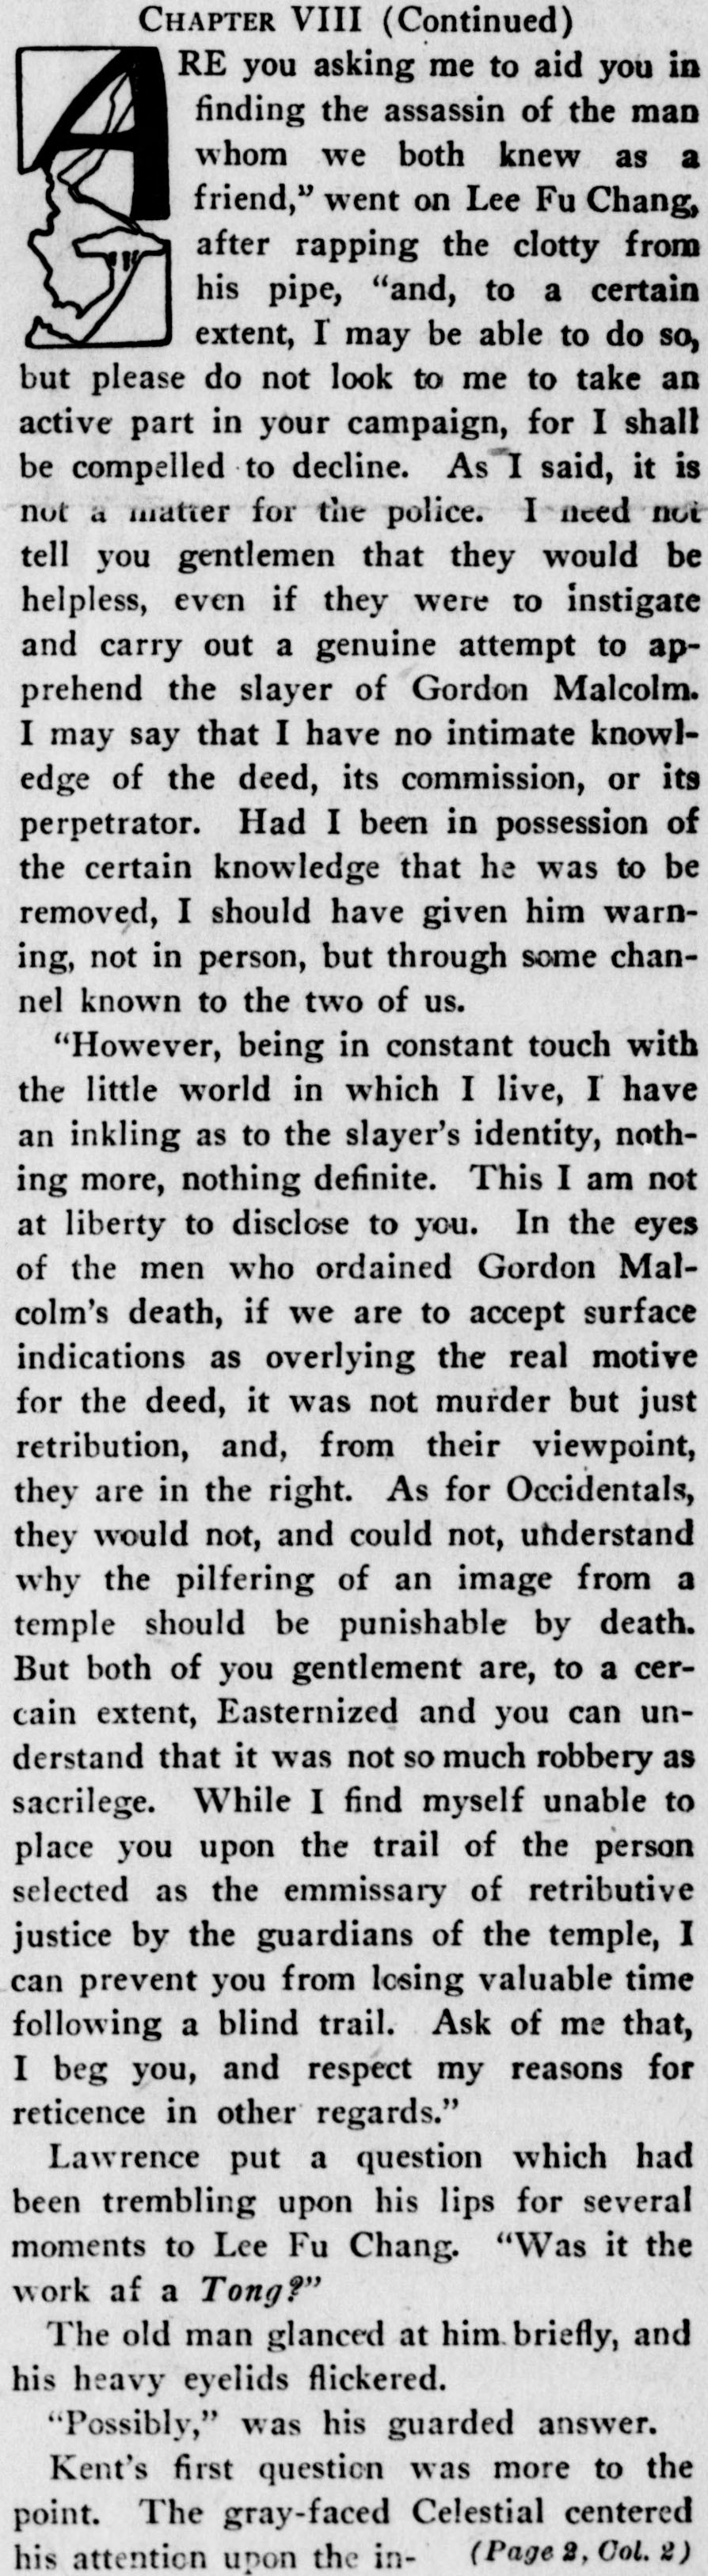 CHAPTER VIII (Continued)
ARE you asking me to aid you in
finding the assassin of the man
whom we both knew as a
friend," went on Lee Fu Chang,
after rapping the clotty from
his pipe, "and, to a certain
extent, I may be able to do so,
but please do not look to me to take an
active part in your campaign, for I shall
be compelled to decline. As I said, it is
not a matter for the police. I need not
tell you gentlemen that they would be
helpless, even if they were to instigate
and carry out a genuine attempt to ap-
prehend the slayer of Gordon Malcolm.
I may say that I have no intimate knowl-
edge of the deed, its commission, or its
perpetrator. Had I been in possession of
the certain knowledge that he was to be
removed, I should have given him warn-
ing, not in person, but through some chan-
nel known to the two of us.
"However, being in constant touch with
the little world in which I live, I have
an inkling as to the slayer's identity, noth-
ing more, nothing definite. This I am not
at liberty to disclose to you. In the eyes
of the men who ordained Gordon Mal-
colm's death, if we are to accept surface
indications as overlying the real motive
for the deed, it was not murder but just
retribution, and, from their viewpoint,
they are in the right. As for Occidentals,
they would not, and could not, uhderstand
why the pilfering of an image from a
temple should be punishable by death.
But both of you gentlement are, to a cer-
cain extent, Easternized and you can un-
derstand that it was not so much robbery as
sacrilege. While I find myself unable to
place you upon the trail of the person
selected as the emmissary of retributive
justice by the guardians of the temple, I
can prevent you from losing valuable time
following a blind trail. Ask of me that,
I beg you, and respect my reasons for
reticence in other regards."
Lawrence put a question which had
been trembling upon his lips for several
moments to Lee Fu Chang. "Was it the
work af a Tong?"
The old man glanced at him briefly, and
his heavy eyelids flickered.
"Possibly," was his guarded answer.
Kent's first question was more to the
point. The gray-faced Celestial centered
his attention upon the in- (Page 2, Col. 2)